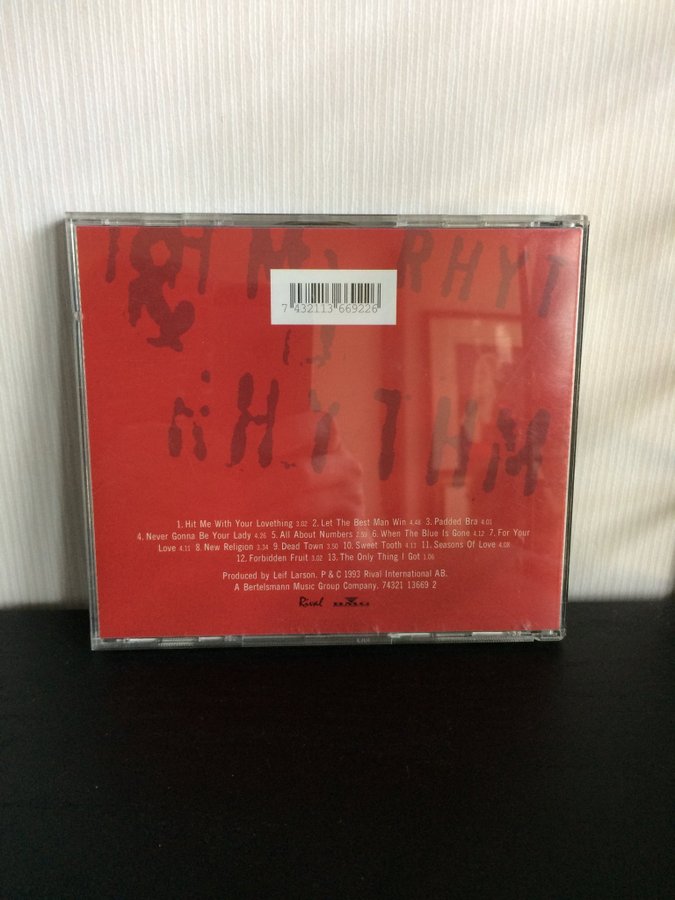 RHYT
7 432113 669226
RHYTHM
1. Hit Me With Your Lovething 3.02 2. Let The Best Man Win 4.48 3. Padded Bra 4.01
4. Never Gonna Be Your Lady 4.26 5. All About Numbers 2.59 6. When The Blue Is Gone 4.12 7. For Your
Love 4.11 8. New Religion 3.34 9. Dead Town 3.50 10. Sweet Tooth 4.13 11. Seasons Of Love 4.08
12. Forbidden Fruit 3.02 13. The Only Thing I Got 3.06
Produced by Leif Larson. P & C 1993 Rival International AB.
A Bertelsmann Music Group Company. 74321 13669 2
Rival BMG